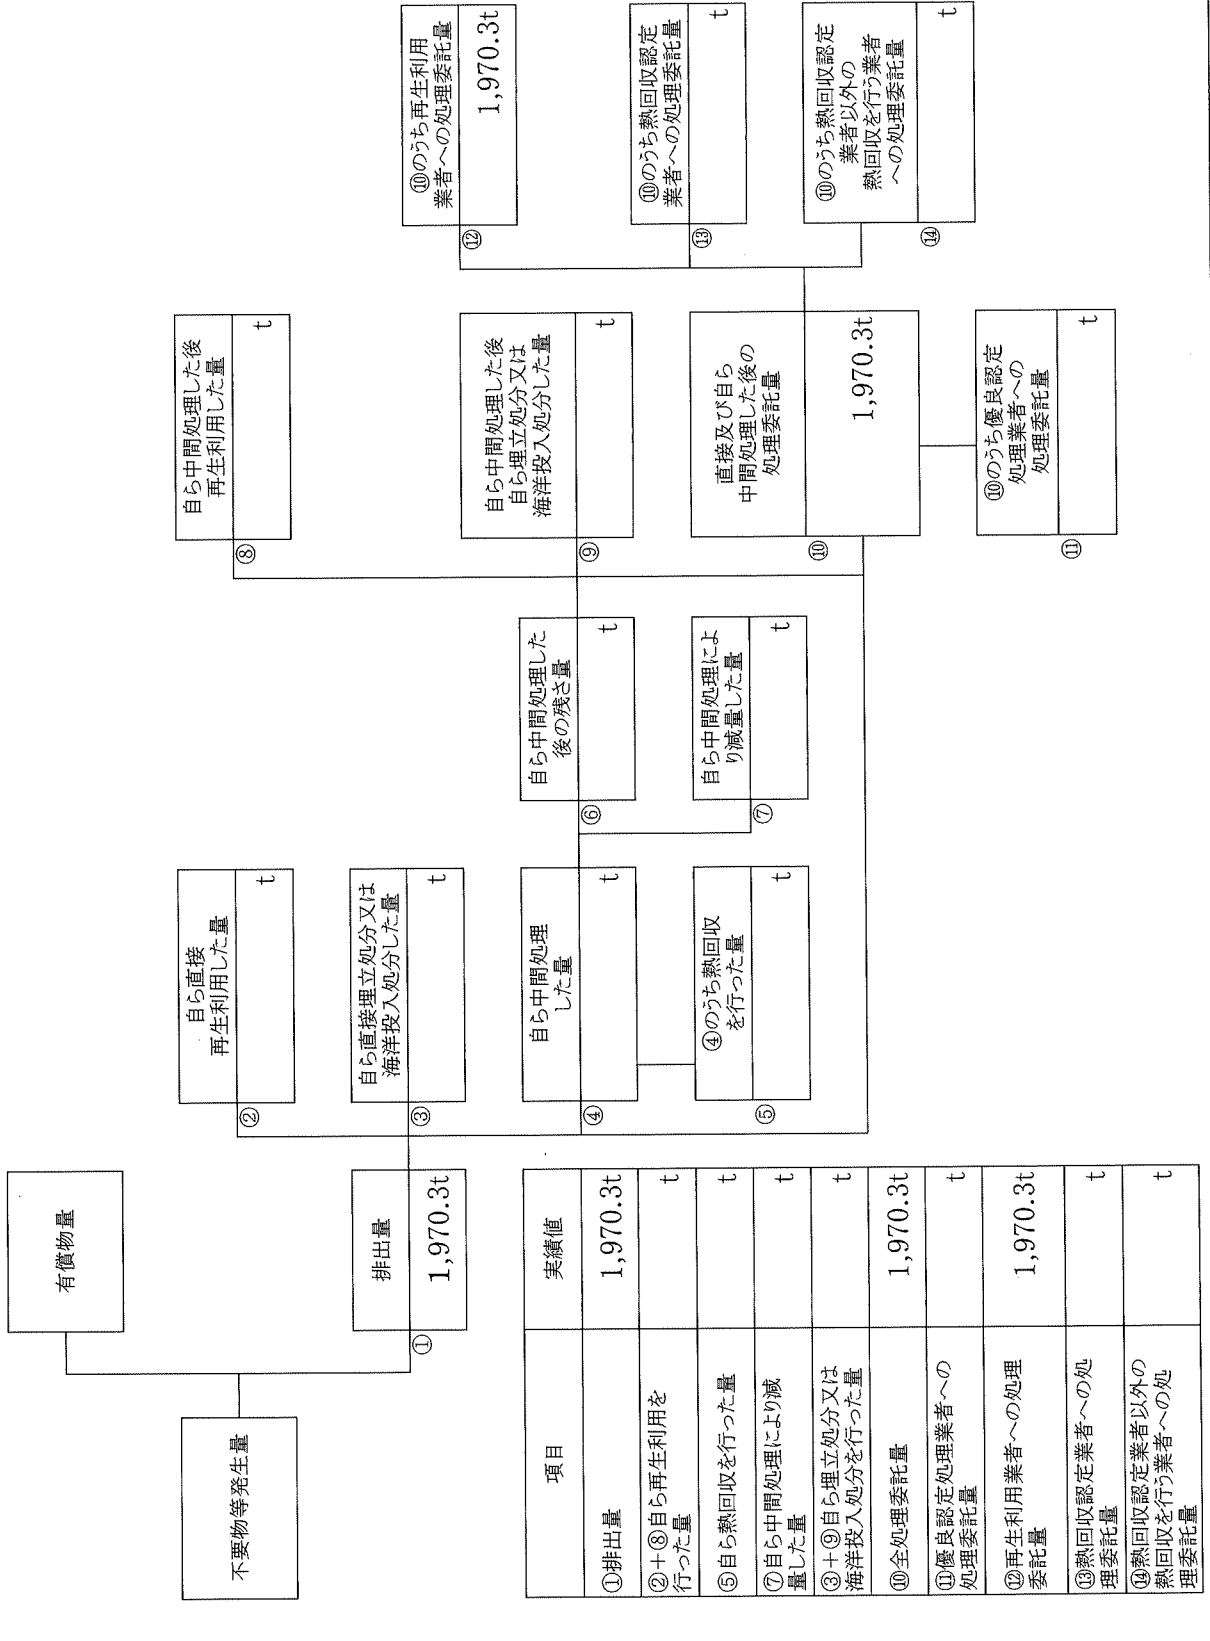 不要物等発生量
有償物量
排出量
①
1,970.3t
自ら直接
再生利用した量
②
t
自ら直接埋立処分又は
海洋投入処分した量
③
t
自ら中間処理
した量
④
t
④のうち熱回収
を行った量
⑤
t
自ら中間処理した
後の残さ量
⑥
t
自ら中間処理によ
り減量した量
⑦
t
自ら中間処理した後
再生利用した量
⑧
t
自ら中間処理した後
自ら埋立処分又は
海洋投入処分した量
⑨
t
直接及び自ら
中間処理した後の
処理委託量
⑩
1,970.3t
⑩のうち優良認定
処理業者への
処理委託量
⑪
t
⑩のうち再生利用
業者への処理委託量
⑫
1,970.3t
⑩のうち熱回収認定
業者への処理委託量
⑬
t
⑩のうち熱回収認定
業者以外の
熱回収を行う業者
への処理委託量
⑭
t
項目 実績値
①排出量 1,970.3t
②+⑧自ら再生利用を
行った量 t
⑤自ら熱回収を行った量 t
⑦自ら中間処理により減
量した量 t
③+⑨自ら埋立処分又は
海洋投入処分を行った量 t
⑩全処理委託量 1,970.3t
⑪優良認定処理業者への
処理委託量 t
⑫再生利用業者への処理
委託量 1,970.3t
⑬熱回収認定業者への処
理委託量 t
⑭熱回収認定業者以外の
熱回収を行う業者への処
理委託量 t